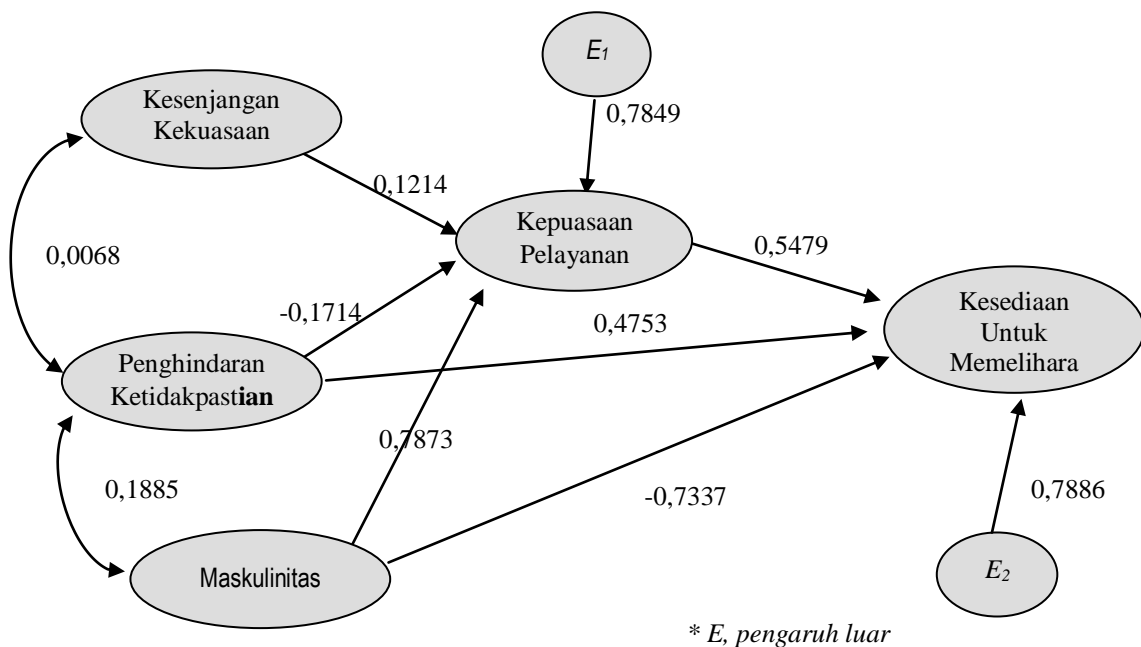 E1
0,7849
Kesenjangan
Kekuasaan
0,1214
Kepuasaan
Pelayanan
0,5479
0,0068
Kesediaan
Untuk
Memelihara
-0,1714
0,4753
Penghindaran
Ketidakpastian
0,7873
0,1885
-0,7337
0,7886
Maskulinitas
E2
* E, pengaruh luar